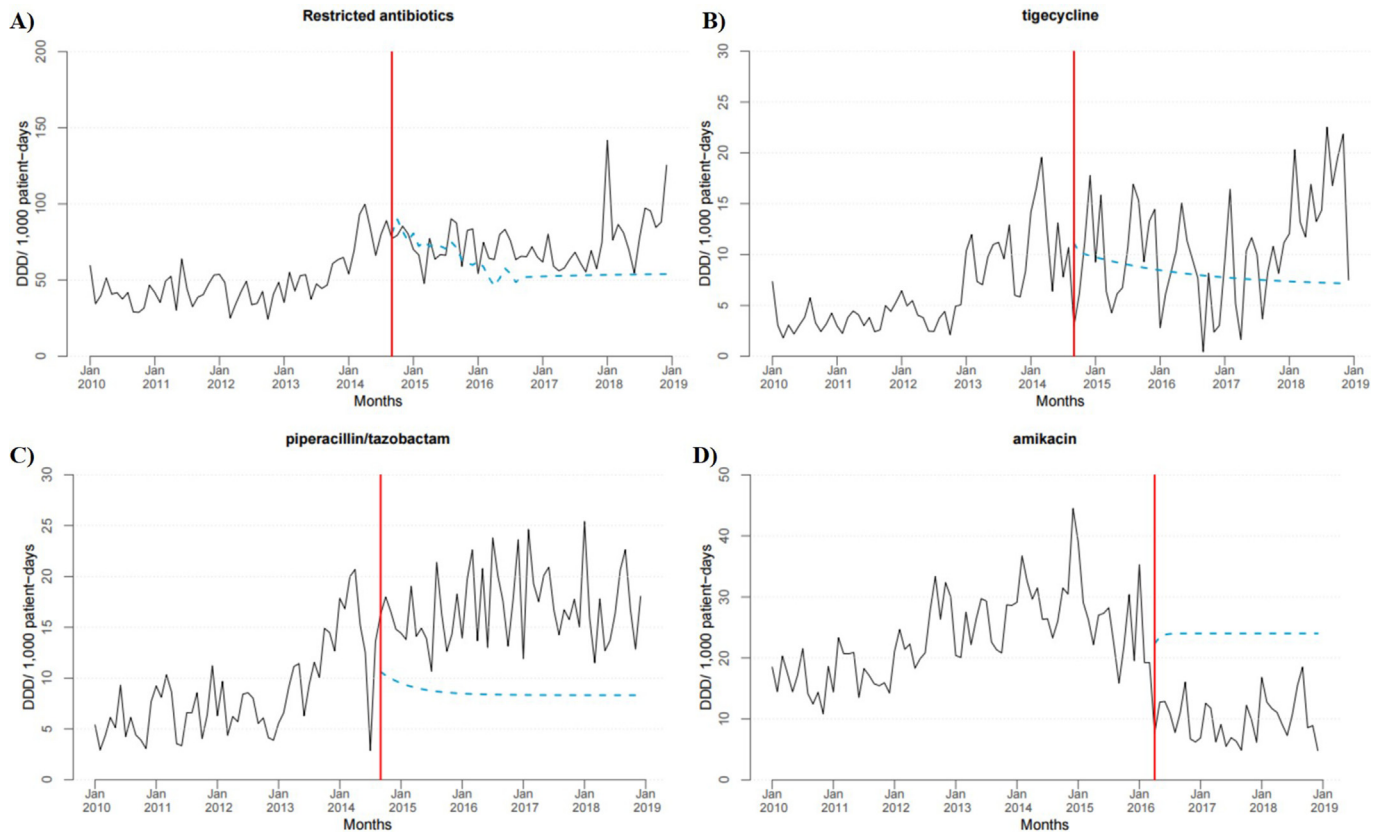 A)
Restricted antibiotics
DDD/ 1,000 patient-days
200
150
100
50
0
Jan Jan Jan Jan Jan Jan Jan Jan Jan Jan
2010 2011 2012 2013 2014 2015 2016 2017 2018 2019
Months
B)
tigecycline
DDD/ 1,000 patient-days
30
25
20
15
10
5
0
Jan Jan Jan Jan Jan Jan Jan Jan Jan Jan
2010 2011 2012 2013 2014 2015 2016 2017 2018 2019
Months
C)
piperacillin/tazobactam
DDD/ 1,000 patient-days
30
25
20
15
10
5
0
Jan Jan Jan Jan Jan Jan Jan Jan Jan Jan
2010 2011 2012 2013 2014 2015 2016 2017 2018 2019
Months
D)
amikacin
DDD/ 1,000 patient-days
50
40
30
20
10
0
Jan Jan Jan Jan Jan Jan Jan Jan Jan Jan
2010 2011 2012 2013 2014 2015 2016 2017 2018 2019
Months